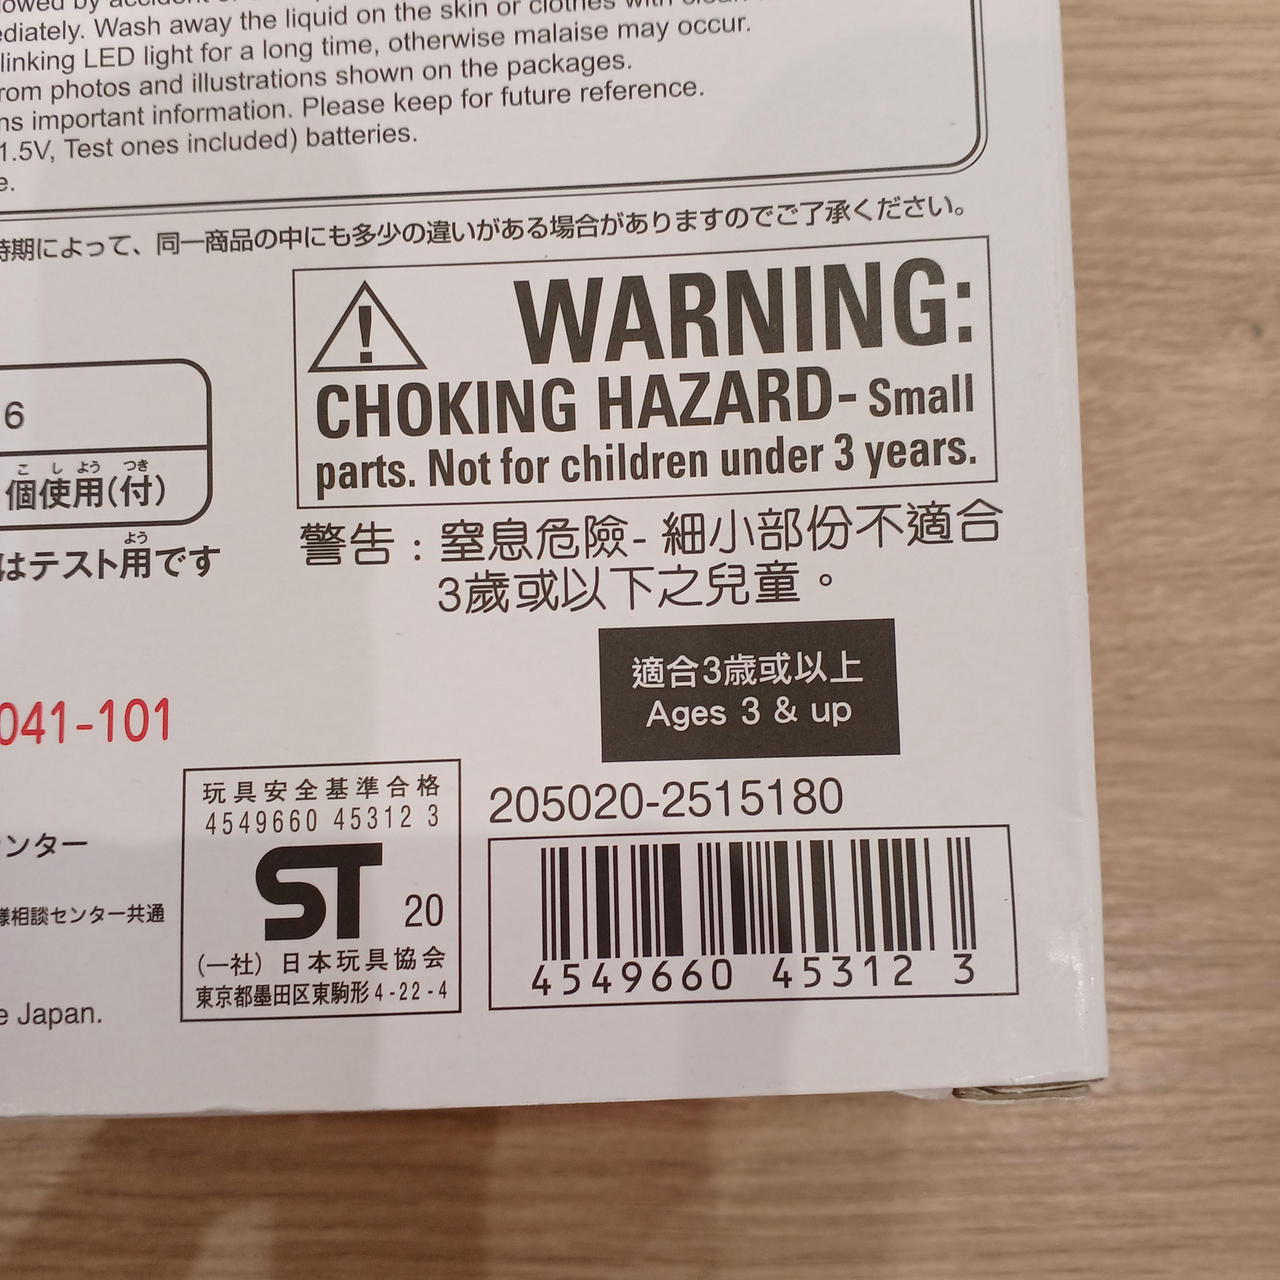 ediately. Wash away the liquid on the skin or clothes with
linking LED light for a long time, otherwise malaise may occur.
rom photos and illustrations shown on the packages.
ns important information. Please keep for future reference.
1.5V, Test ones included) batteries.
e.
時期によって、同一商品の中にも多少の違いがある場合がありますのでご了承ください。
WARNING:
CHOKING HAZARD- Small
parts. Not for children under 3 years.
6
こ しよう つき
個使用(付)
よう
はテスト用です
警告：窒息危險- 細小部份不適合
3歲或以下之兒童。
適合3歲或以上
Ages 3 & up
041-101
205020-2515180
玩具安全基準合格
4549660 45312 3
ST 20
(一社) 日本玩具協会
東京都墨田区東駒形4-22-4
ンター
様相談センター共通
e Japan.
4549660 45312 3